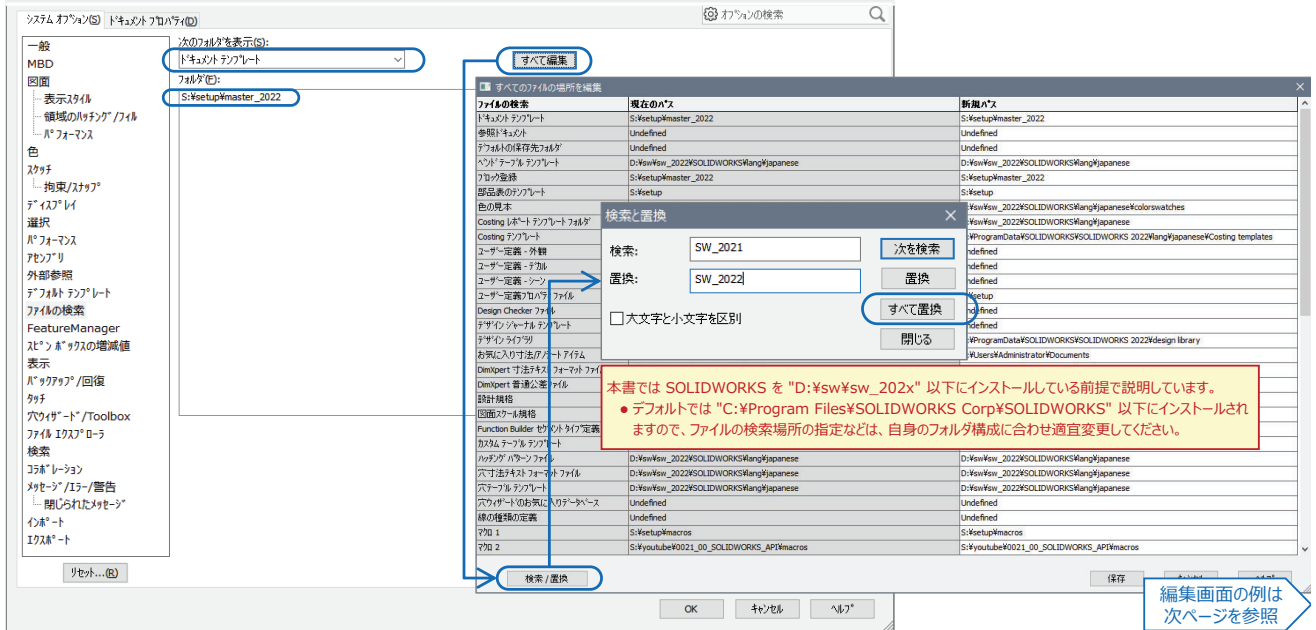 システム オプション(S) ドキュメント プロパティ(D)
オプションの検索
一般
MBD
図面
表示スタイル
領域のハッチング/フィル
パフォーマンス
色
スケッチ
拘束/スナップ
ディスプレイ
選択
パフォーマンス
アセンブリ
外部参照
デフォルト テンプレート
ファイルの検索
FeatureManager
スピン ボックスの増減値
表示
バックアップ/回復
タッチ
穴ウィザード/Toolbox
ファイル エクスプローラ
検索
コラボレーション
メッセージ/エラー/警告
閉じられたメッセージ
インポート
エクスポート
リセット...(R)
次のフォルダを表示(S):
ドキュメント テンプレート
すべて編集
フォルダ(F):
S:¥setup¥master_2022
すべてのファイルの場所を編集
ファイルの検索 現在のパス 新規パス
ドキュメント テンプレート S:¥setup¥master_2022 S:¥setup¥master_2022
参照ドキュメント Undefined Undefined
デフォルトの保存先フォルダ Undefined Undefined
ベンド テーブル テンプレート D:¥sw¥sw_2022¥SOLIDWORKS¥lang¥japanese D:¥sw¥sw_2022¥SOLIDWORKS¥lang¥japanese
ブロック登録 S:¥setup¥master_2022 S:¥setup¥master_2022
部品表のテンプレート S:¥setup S:¥setup
色の見本 :¥sw¥sw_2022¥SOLIDWORKS¥lang¥japanese¥colorswatches
Costing レポート テンプレート フォルダ :¥sw¥sw_2022¥SOLIDWORKS¥lang¥japanese
Costing テンプレート :¥ProgramData¥SOLIDWORKS¥SOLIDWORKS 2022¥lang¥japanese¥Costing templates
ユーザー定義 - 外観 ndefined
ユーザー定義 - デカル ndefined
ユーザー定義 - シーン ndefined
ユーザー定義プロパティ ファイル ¥setup
Design Checker ファイル ndefined
デザイン ジャーナル テンプレート ndefined
デザイン ライブラリ :¥ProgramData¥SOLIDWORKS¥SOLIDWORKS 2022¥design library
お気に入り寸法/アノテート アイテム :¥Users¥Administrator¥Documents
DimXpert 寸法テキスト フォーマット ファイル
DimXpert 普通公差ファイル
設計規格
図面スケール規格
Function Builder セグメント タイプ定義
カスタム テーブル テンプレート
ハッチング パターン ファイル D:¥sw¥sw_2022¥SOLIDWORKS¥lang¥japanese D:¥sw¥sw_2022¥SOLIDWORKS¥lang¥japanese
穴寸法テキスト フォーマット ファイル D:¥sw¥sw_2022¥SOLIDWORKS¥lang¥japanese D:¥sw¥sw_2022¥SOLIDWORKS¥lang¥japanese
穴テーブル テンプレート D:¥sw¥sw_2022¥SOLIDWORKS¥lang¥japanese D:¥sw¥sw_2022¥SOLIDWORKS¥lang¥japanese
穴ウィザードのお気に入りデータベース Undefined Undefined
線の種類の定義 Undefined Undefined
マクロ 1 S:¥setup¥macros S:¥setup¥macros
マクロ 2 S:¥youtube¥0021_00_SOLIDWORKS_API¥macros S:¥youtube¥0021_00_SOLIDWORKS_API¥macros
検索と置換
検索: SW_2021 次を検索
置換: SW_2022 置換
大文字と小文字を区別 すべて置換
閉じる
本書では SOLIDWORKS を "D:¥sw¥sw_202x" 以下にインストールしている前提で説明しています。
● デフォルトでは "C:¥Program Files¥SOLIDWORKS Corp¥SOLIDWORKS" 以下にインストールされ
ますので、ファイルの検索場所の指定などは、自身のフォルダ構成に合わせ適宜変更してください。
検索 / 置換
保存
OK キャンセル ヘルプ
編集画面の例は
次ページを参照